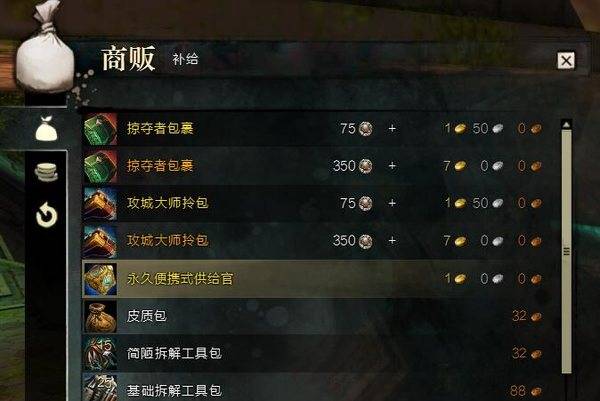 商贩 补给
掠夺者包裹 75 + 1 50 0
掠夺者包裹 350 + 7 0 0
攻城大师拎包 75 + 1 50 0
攻城大师拎包 350 + 7 0 0
永久便携式供给官 1 0 0
皮质包 32
15 简陋拆解工具包 32
25 基础拆解工具包 88